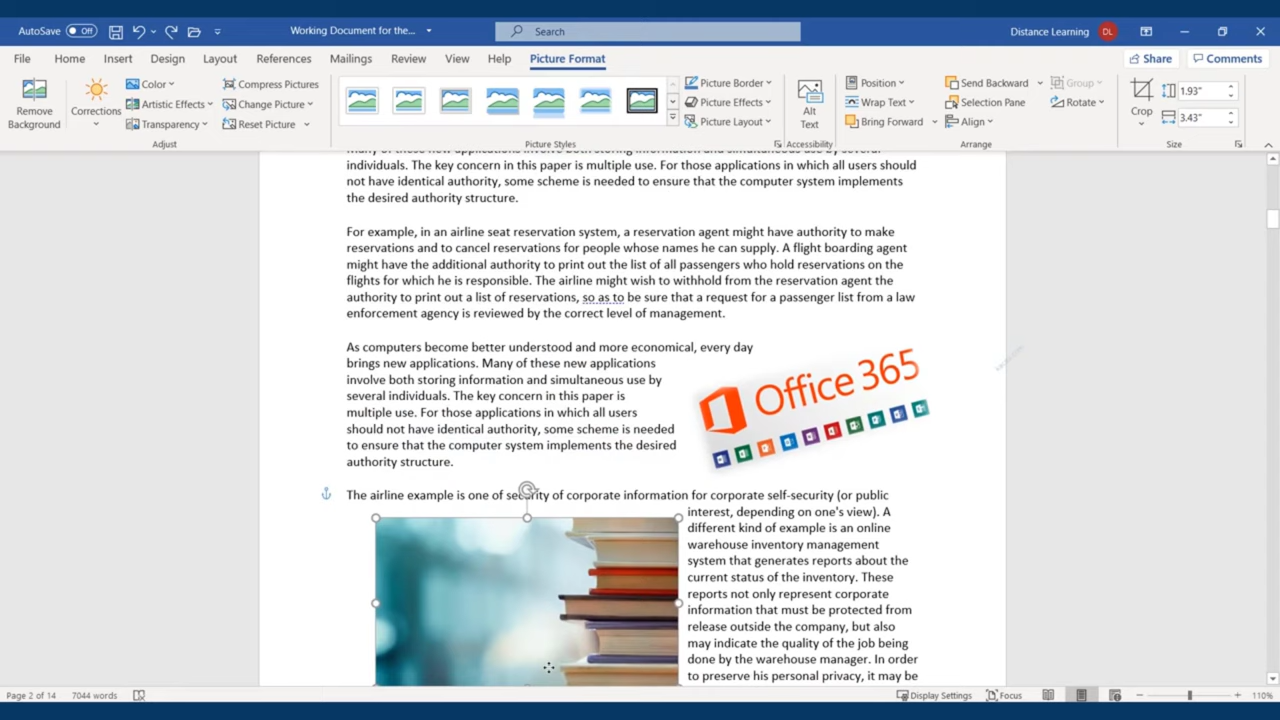 AutoSave Off Working Document for the... Search Distance Learning DL
File Home Insert Design Layout References Mailings Review View Help Picture Format Share Comments
Remove Background
Corrections
Color
Artistic Effects
Transparency
Compress Pictures
Change Picture
Reset Picture
Adjust
Picture Styles
Picture Border
Picture Effects
Picture Layout
Alt Text
Accessibility
Position
Wrap Text
Bring Forward
Send Backward
Selection Pane
Align
Group
Rotate
Arrange
Crop
1.93"
3.43"
Size
many of these new applications involve both storing information and simultaneous use by several
individuals. The key concern in this paper is multiple use. For those applications in which all users should
not have identical authority, some scheme is needed to ensure that the computer system implements
the desired authority structure.
For example, in an airline seat reservation system, a reservation agent might have authority to make
reservations and to cancel reservations for people whose names he can supply. A flight boarding agent
might have the additional authority to print out the list of all passengers who hold reservations on the
flights for which he is responsible. The airline might wish to withhold from the reservation agent the
authority to print out a list of reservations, so as to be sure that a request for a passenger list from a law
enforcement agency is reviewed by the correct level of management.
As computers become better understood and more economical, every day
brings new applications. Many of these new applications
involve both storing information and simultaneous use by
several individuals. The key concern in this paper is
multiple use. For those applications in which all users
should not have identical authority, some scheme is needed
to ensure that the computer system implements the desired
authority structure.
Office 365
The airline example is one of security of corporate information for corporate self-security (or public
interest, depending on one's view). A
different kind of example is an online
warehouse inventory management
system that generates reports about the
current status of the inventory. These
reports not only represent corporate
information that must be protected from
release outside the company, but also
may indicate the quality of the job being
done by the warehouse manager. In order
to preserve his personal privacy, it may be
Page 2 of 14 7044 words Display Settings Focus 110%